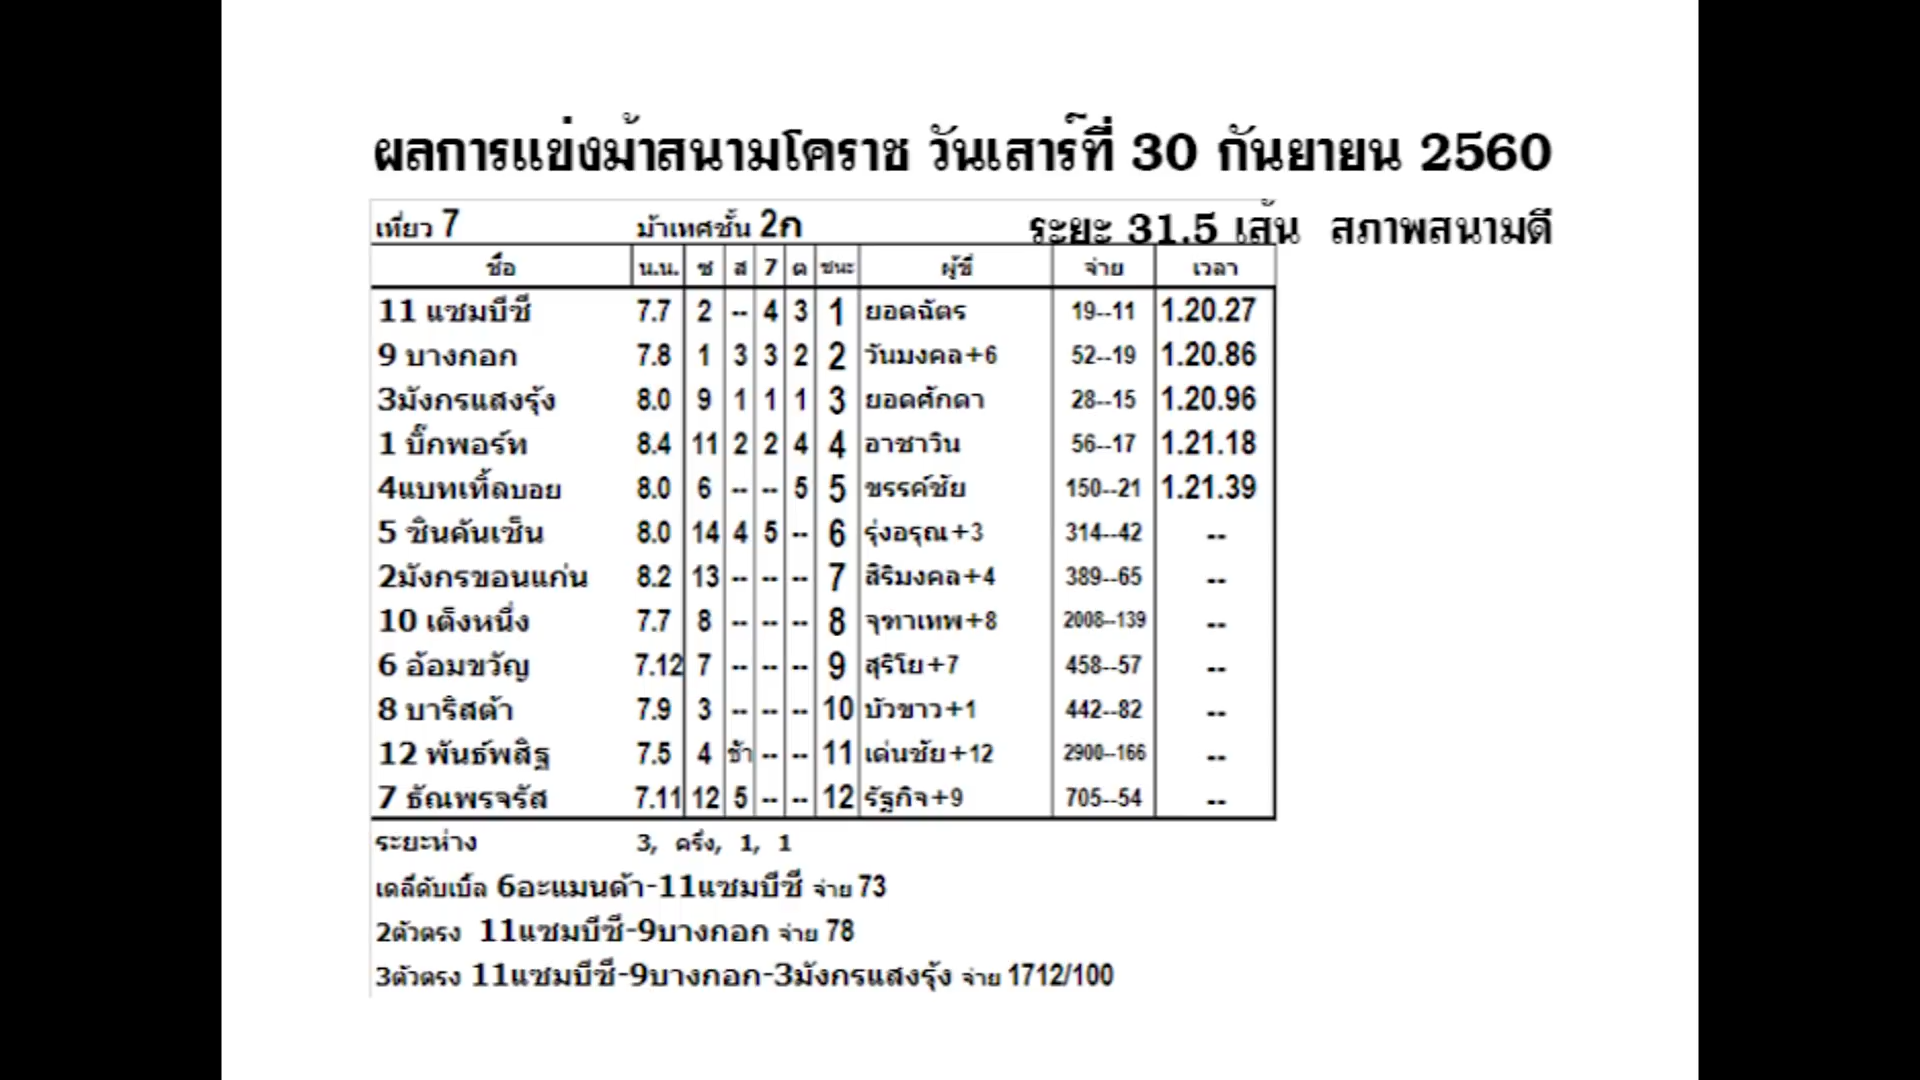 ผลการแข่งม้าสนามโคราช วันเสาร์ที่ 30 กันยายน 2560
เที่ยว 7 ม้าเทศชั้น 2ก ระยะ 31.5 เส้น สภาพสนามดี
ชื่อ น.น. ซ ส 7 ต ชนะ ผู้ขี่ จ่าย เวลา
11 แซมบีซี 7.7 2 -- 4 3 1 ยอดฉัตร 19--11 1.20.27
9 บางกอก 7.8 1 3 3 2 2 วันมงคล+6 52--19 1.20.86
3มังกรแสงรุ้ง 8.0 9 1 1 1 3 ยอดศักดา 28--15 1.20.96
1 บิ๊กพอร์ท 8.4 11 2 2 4 4 อาชาวิน 56--17 1.21.18
4แบทเทิ้ลบอย 8.0 6 -- -- 5 5 ขรรค์ชัย 150--21 1.21.39
5 ซินคันเซ็น 8.0 14 4 5 -- 6 รุ่งอรุณ+3 314--42 --
2มังกรขอนแก่น 8.2 13 -- -- -- 7 สิริมงคล+4 389--65 --
10 เด็งหนึ่ง 7.7 8 -- -- -- 8 จุฑาเทพ+8 2008--139 --
6 อ้อมขวัญ 7.12 7 -- -- -- 9 สุริโย+7 458--57 --
8 บาริสต้า 7.9 3 -- -- -- 10 บัวขาว+1 442--82 --
12 พันธ์พสิฐ 7.5 4 ช้า -- -- 11 เด่นชัย+12 2900--166 --
7 ธัณพรจรัส 7.11 12 5 -- -- 12 รัฐกิจ+9 705--54 --
ระยะห่าง 3, ครึ่ง, 1, 1
เดลี่ดับเบิ้ล 6อะแมนด้า-11แซมบีซี จ่าย 73
2ตัวตรง 11แซมบีซี-9บางกอก จ่าย 78
3ตัวตรง 11แซมบีซี-9บางกอก-3มังกรแสงรุ้ง จ่าย 1712/100